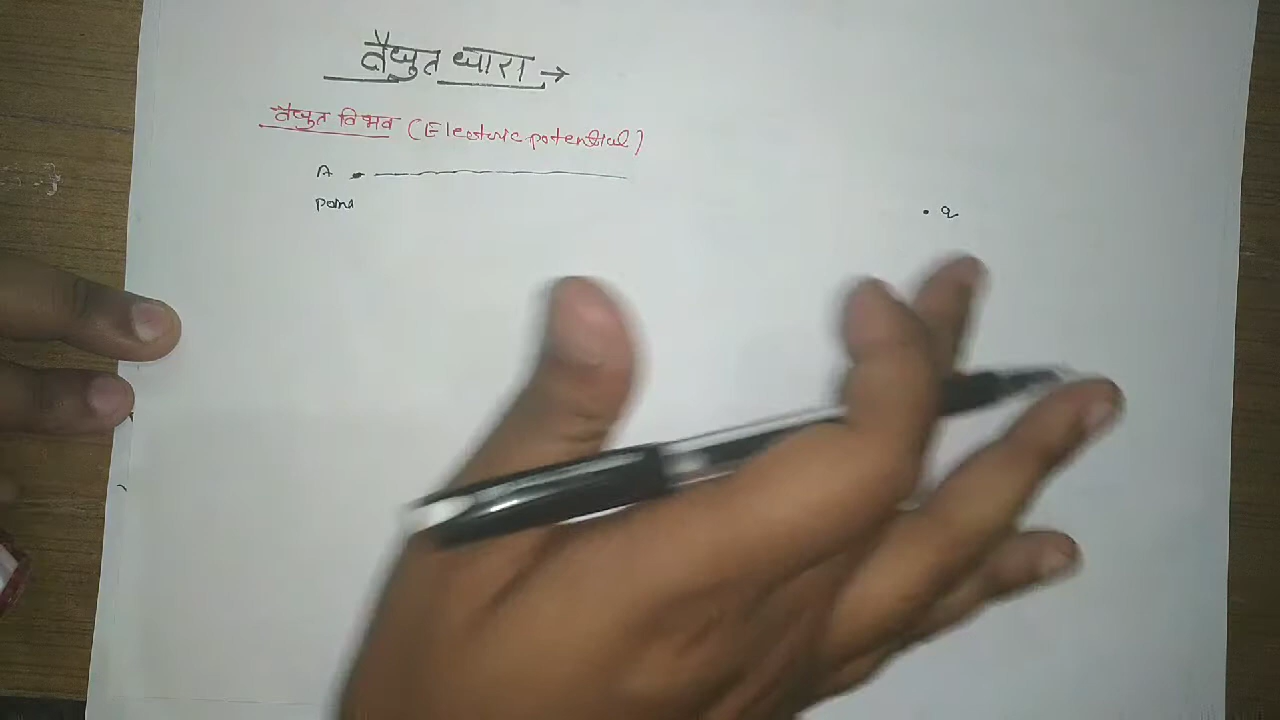 वैद्युत धारा →
वैद्युत विभव (Electric potential)
A
. q